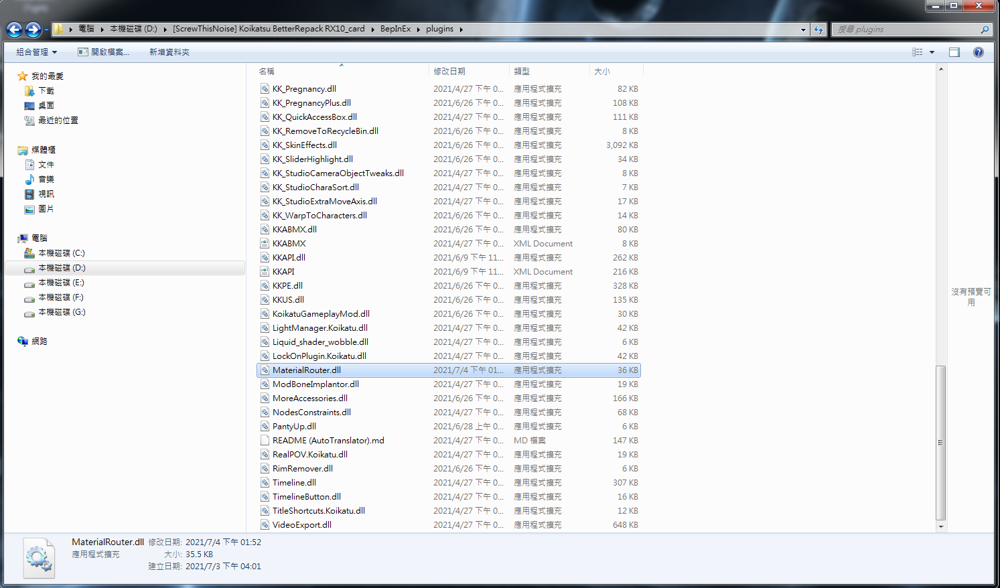 電腦 本機磁碟 (D:) [ScrewThisNoise] Koikatsu BetterRepack RX10_card BepInEx plugins 搜尋 plugins
組合管理 開啟檔案... 新增資料夾
我的最愛
下載
桌面
最近的位置
媒體櫃
文件
音樂
視訊
圖片
電腦
本機磁碟 (C:)
本機磁碟 (D:)
本機磁碟 (E:)
本機磁碟 (F:)
本機磁碟 (G:)
網路
名稱 修改日期 類型 大小
KK_Pregnancy.dll 2021/4/27 下午 0... 應用程式擴充 82 KB
KK_PregnancyPlus.dll 2021/6/26 下午 0... 應用程式擴充 108 KB
KK_QuickAccessBox.dll 2021/4/27 下午 0... 應用程式擴充 111 KB
KK_RemoveToRecycleBin.dll 2021/6/26 下午 0... 應用程式擴充 8 KB
KK_SkinEffects.dll 2021/6/26 下午 0... 應用程式擴充 3,092 KB
KK_SliderHighlight.dll 2021/6/26 下午 0... 應用程式擴充 34 KB
KK_StudioCameraObjectTweaks.dll 2021/4/27 下午 0... 應用程式擴充 8 KB
KK_StudioCharaSort.dll 2021/4/27 下午 0... 應用程式擴充 7 KB
KK_StudioExtraMoveAxis.dll 2021/4/27 下午 0... 應用程式擴充 17 KB
KK_WarpToCharacters.dll 2021/6/26 下午 0... 應用程式擴充 14 KB
KKABMX.dll 2021/6/26 下午 0... 應用程式擴充 80 KB
KKABMX 2021/4/27 下午 0... XML Document 8 KB
KKAPI.dll 2021/6/9 下午 11... 應用程式擴充 262 KB
KKAPI 2021/6/9 下午 11... XML Document 216 KB
KKPE.dll 2021/6/26 下午 0... 應用程式擴充 328 KB
KKUS.dll 2021/6/26 下午 0... 應用程式擴充 135 KB
KoikatuGameplayMod.dll 2021/6/26 下午 0... 應用程式擴充 30 KB
LightManager.Koikatu.dll 2021/4/27 下午 0... 應用程式擴充 42 KB
Liquid_shader_wobble.dll 2021/4/27 下午 0... 應用程式擴充 6 KB
LockOnPlugin.Koikatu.dll 2021/4/27 下午 0... 應用程式擴充 42 KB
MaterialRouter.dll 2021/7/4 下午 01... 應用程式擴充 36 KB
ModBoneImplantor.dll 2021/4/27 下午 0... 應用程式擴充 19 KB
MoreAccessories.dll 2021/6/26 下午 0... 應用程式擴充 166 KB
NodesConstraints.dll 2021/4/27 下午 0... 應用程式擴充 68 KB
PantyUp.dll 2021/6/28 上午 0... 應用程式擴充 6 KB
README (AutoTranslator).md 2021/4/27 下午 0... MD 檔案 147 KB
RealPOV.Koikatu.dll 2021/4/27 下午 0... 應用程式擴充 19 KB
RimRemover.dll 2021/6/26 下午 0... 應用程式擴充 6 KB
Timeline.dll 2021/4/27 下午 0... 應用程式擴充 307 KB
TimelineButton.dll 2021/4/27 下午 0... 應用程式擴充 16 KB
TitleShortcuts.Koikatu.dll 2021/4/27 下午 0... 應用程式擴充 12 KB
VideoExport.dll 2021/4/27 下午 0... 應用程式擴充 648 KB
沒有預覽可
用
MaterialRouter.dll 修改日期: 2021/7/4 下午 01:52
應用程式擴充 大小: 35.5 KB
建立日期: 2021/7/3 下午 04:01